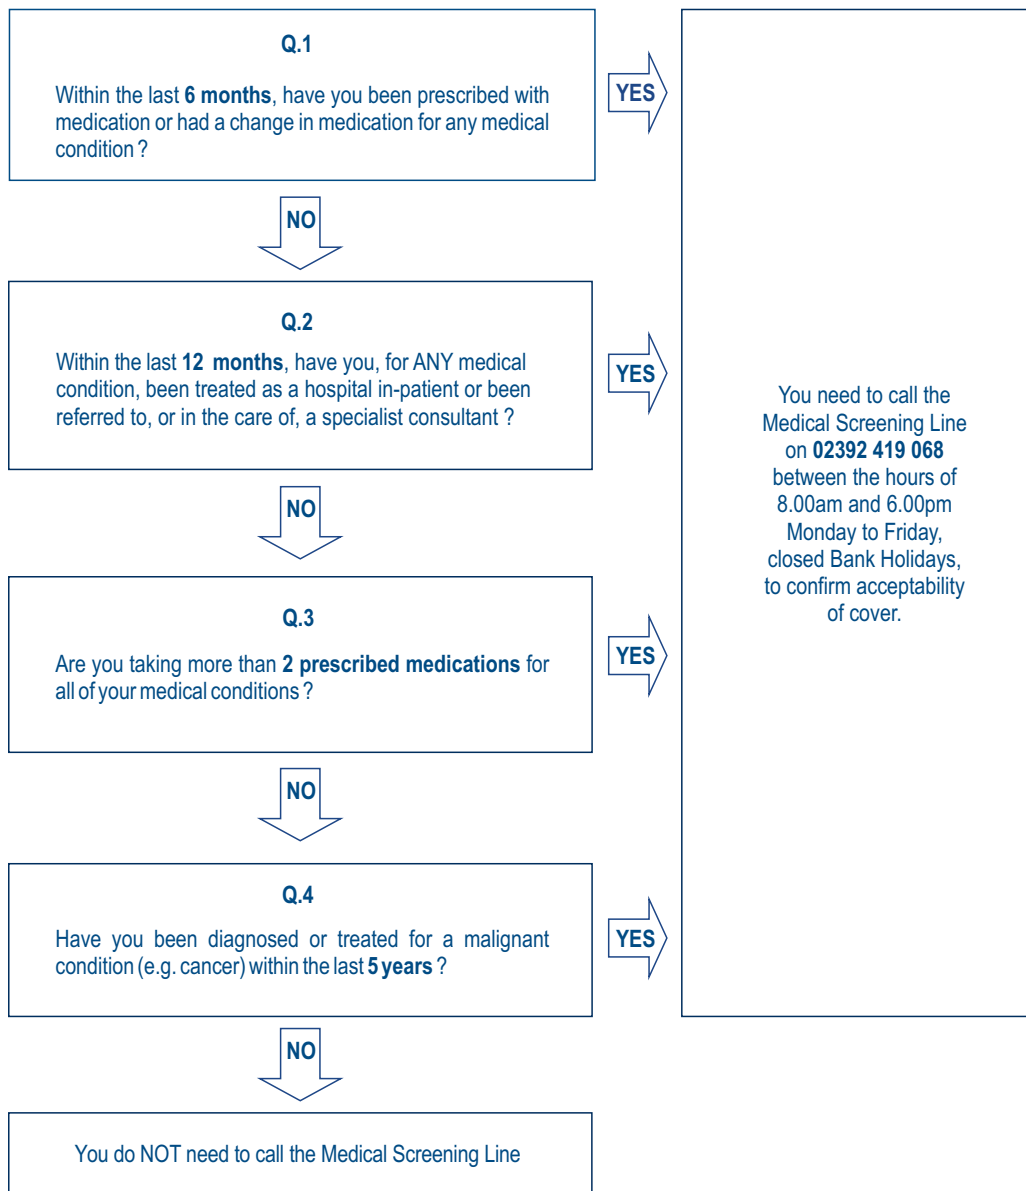 Q.1
Within the last 6 months, have you been prescribed with
medication or had a change in medication for any medical
condition ?
YES
NO
Q.2
Within the last 12 months, have you, for ANY medical
condition, been treated as a hospital in-patient or been
referred to, or in the care of, a specialist consultant ?
YES
NO
Q.3
Are you taking more than 2 prescribed medications for
all of your medical conditions ?
YES
NO
Q.4
Have you been diagnosed or treated for a malignant
condition (e.g. cancer) within the last 5 years ?
YES
NO
You do NOT need to call the Medical Screening Line
You need to call the
Medical Screening Line
on 02392 419 068
between the hours of
8.00am and 6.00pm
Monday to Friday,
closed Bank Holidays,
to confirm acceptability
of cover.